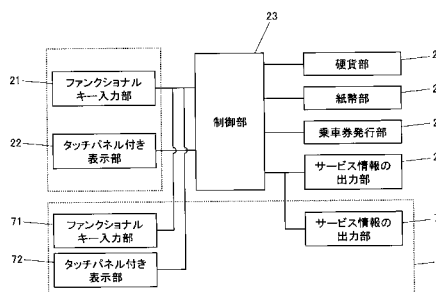 23
21
ファンクショナル
キー入力部
22
タッチパネル付き
表示部
制御部
硬貨部
紙幣部
乗車券発行部
サービス情報の
出力部
71
ファンクショナル
キー入力部
72
タッチパネル付き
表示部
サービス情報の
出力部